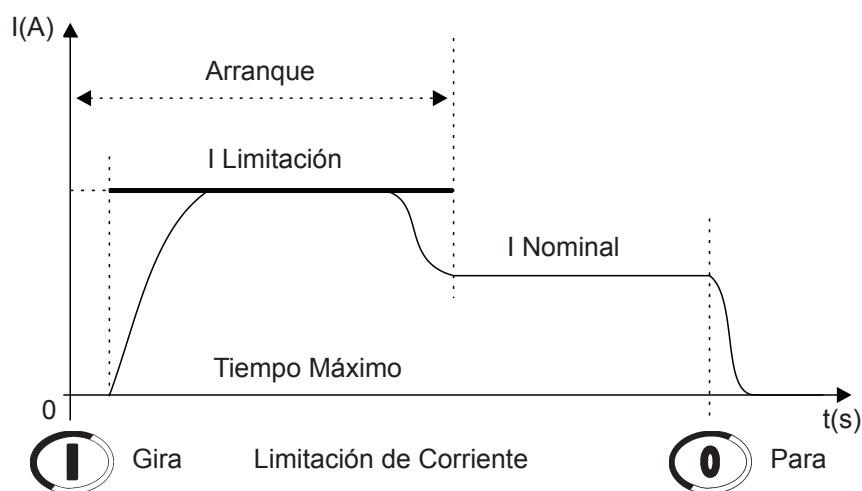 I(A)
Arranque
I Limitación
I Nominal
Tiempo Máximo
0
t(s)
I Gira Limitación de Corriente 0 Para